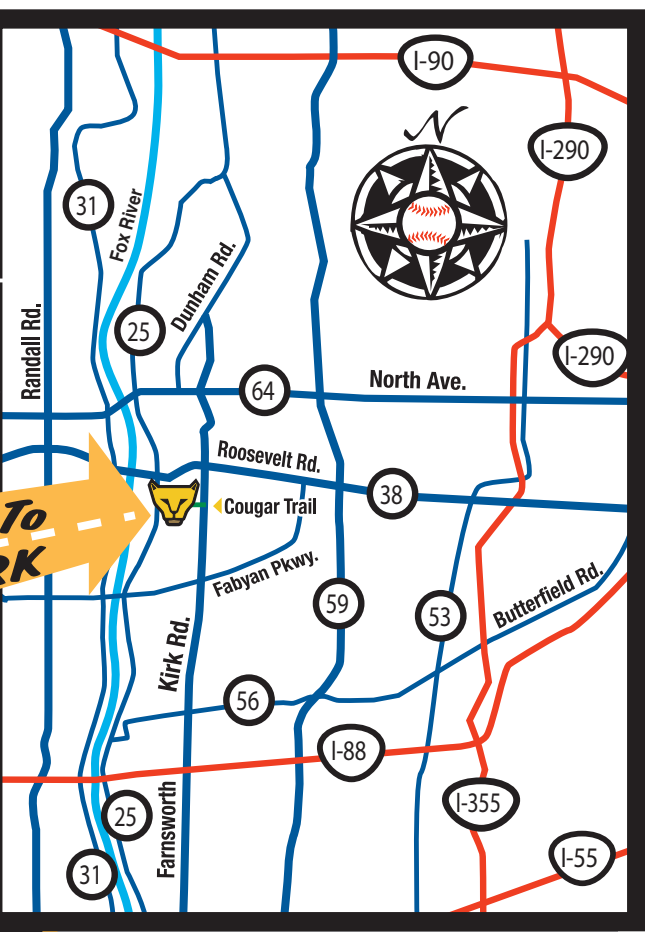 I-90
N
I-290
31
Fox River
Dunham Rd.
25
Randall Rd.
I-290
North Ave.
64
Roosevelt Rd.
38
To
Cougar Trail
RK
Fabyan Pkwy.
59
53
Butterfield Rd.
Kirk Rd.
56
I-88
I-355
25
Farnsworth
I-55
31